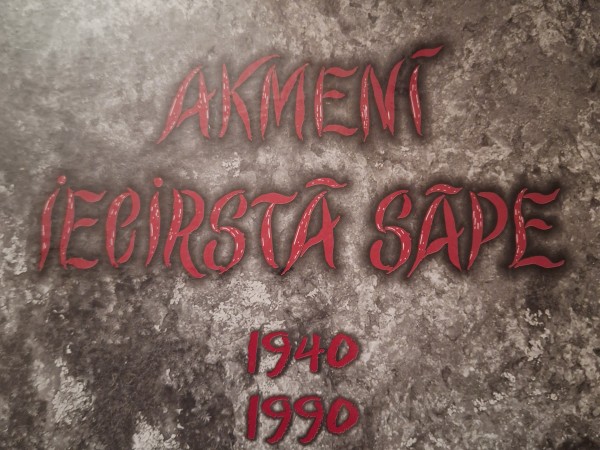 AKMENĪ
IECIRSTĀ SĀPE
1940
1990